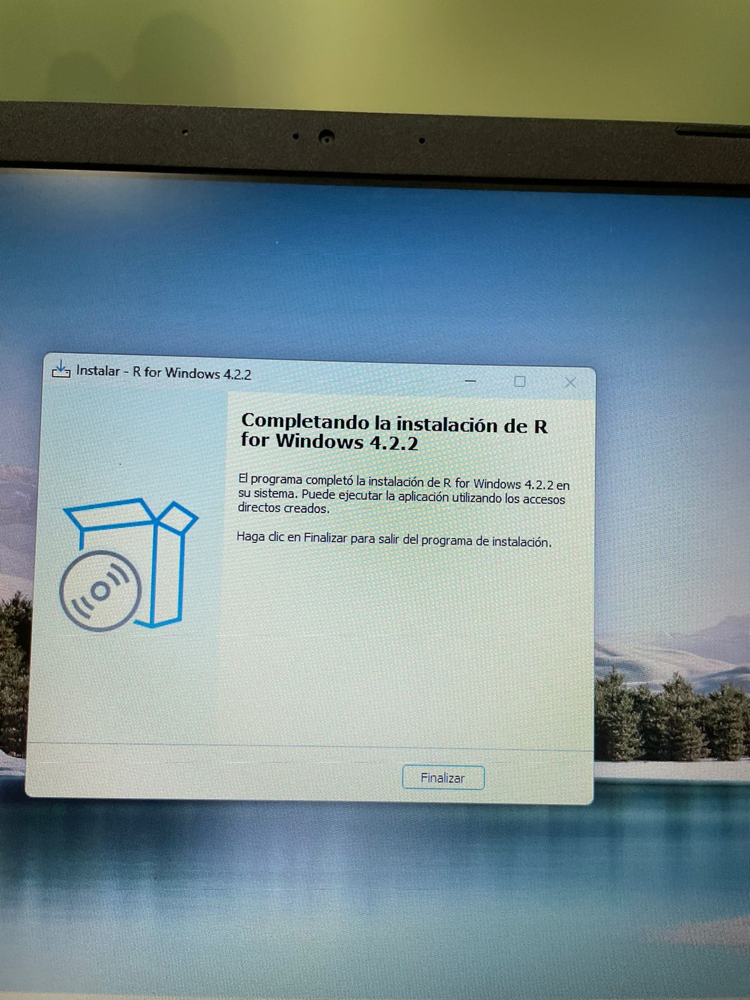 Instalar - R for Windows 4.2.2
Completando la instalación de R
for Windows 4.2.2
El programa completó la instalación de R for Windows 4.2.2 en
su sistema. Puede ejecutar la aplicación utilizando los accesos
directos creados.
Haga clic en Finalizar para salir del programa de instalación.
Finalizar